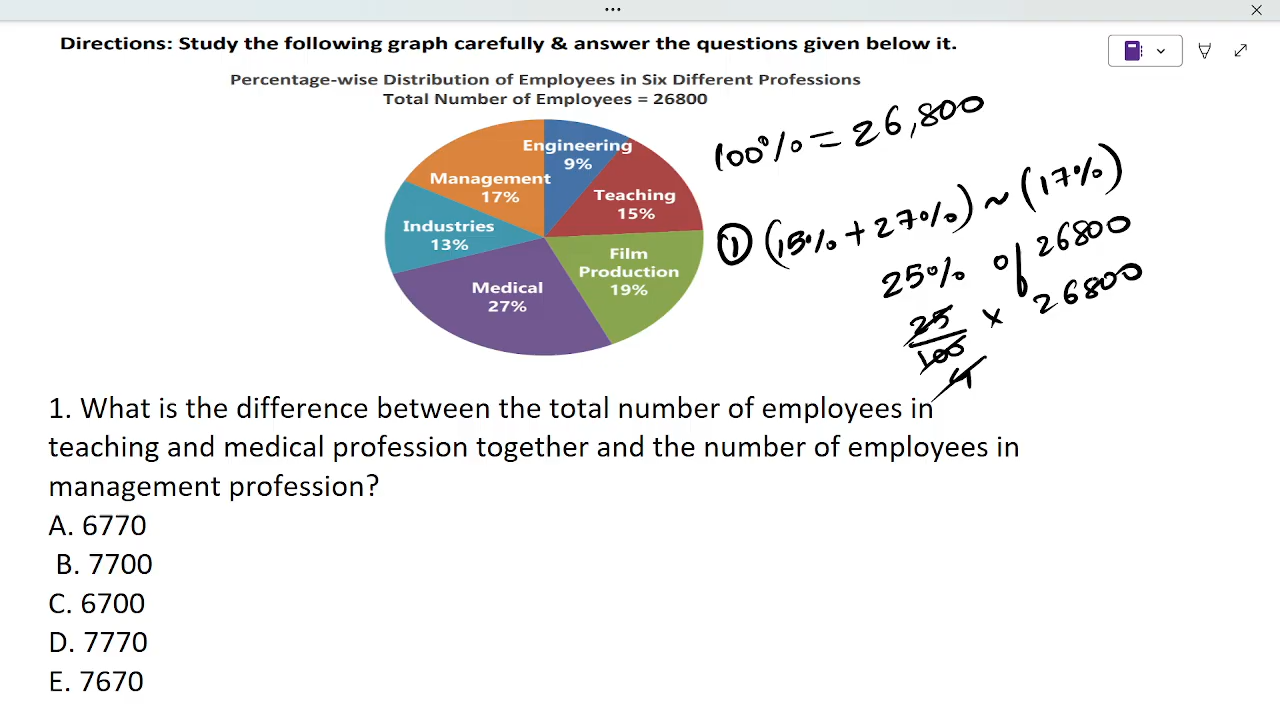 Directions: Study the following graph carefully & answer the questions given below it.
Percentage-wise Distribution of Employees in Six Different Professions
Total Number of Employees = 26800
Engineering
9%
Management
17%
Teaching
15%
Industries
13%
Film
Production
19%
Medical
27%
100% = 26,800
① (15% + 27%) ~ (17%)
25% of 26800
25
100
× 26800
4
1. What is the difference between the total number of employees in
teaching and medical profession together and the number of employees in
management profession?
A. 6770
B. 7700
C. 6700
D. 7770
E. 7670